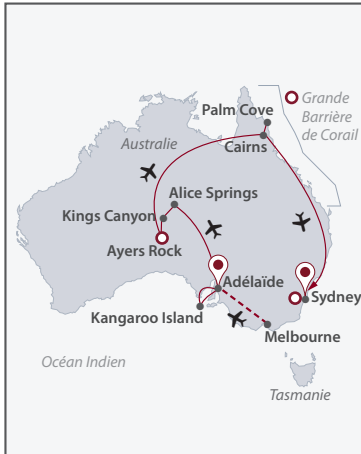 Grande
Barrière
de Corail
Palm Cove
Australie
Cairns
Alice Springs
Kings Canyon
Ayers Rock
Adélaïde
Sydney
Kangaroo Island
Melbourne
Océan Indien
Tasmanie